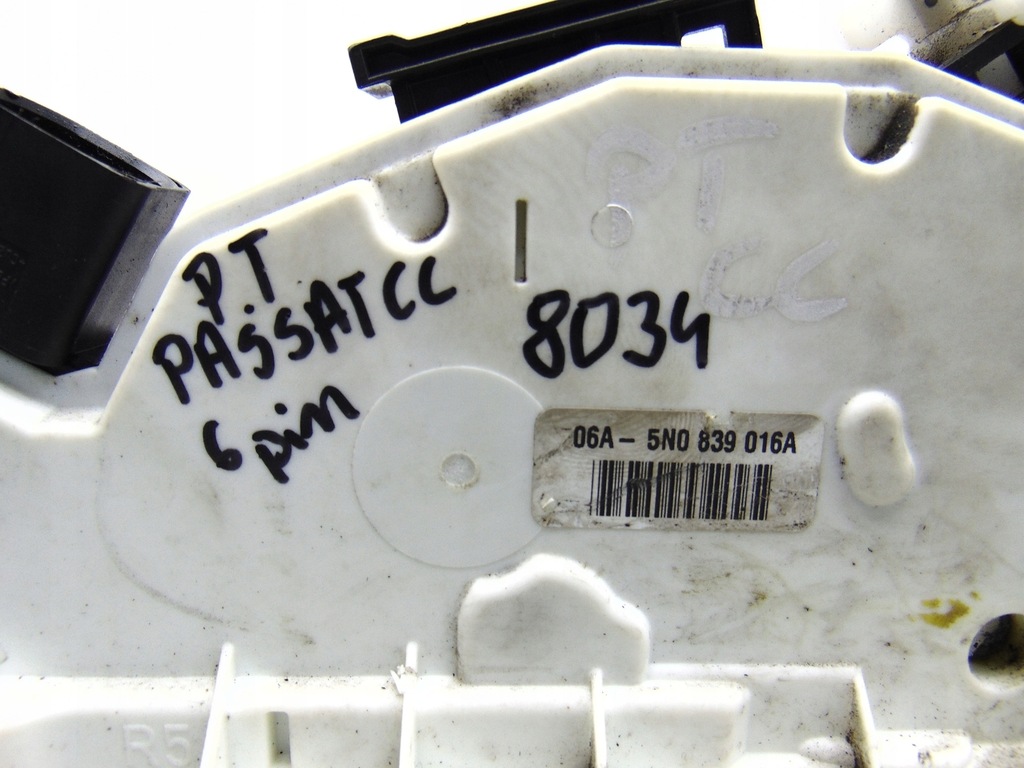 PT
CC
PT
PASSAT CC
6 pin
8034
06A - 5N0 839 016A
R5